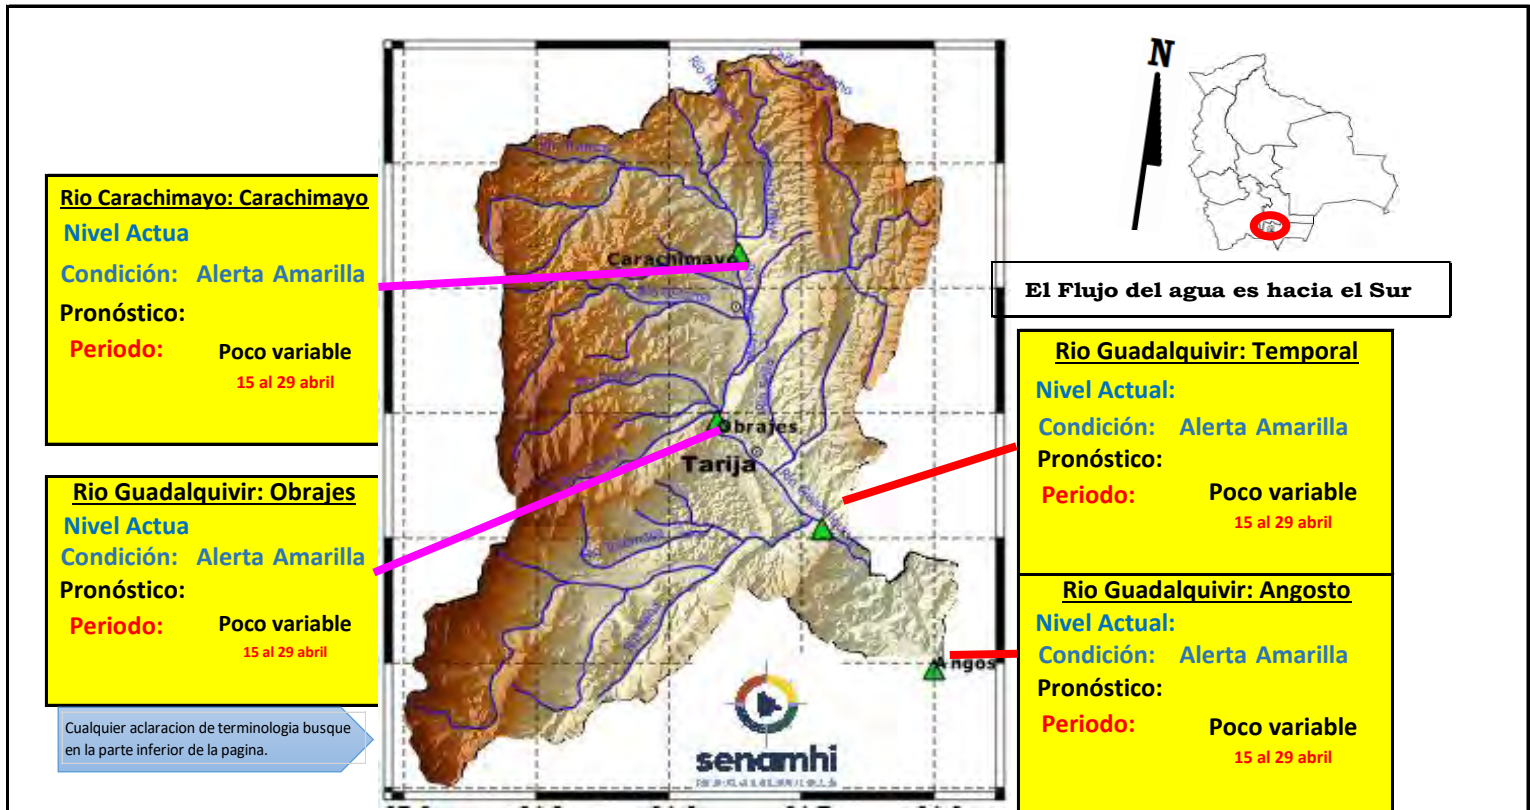 Rio Carachimayo: Carachimayo
Nivel Actua
Condición: Alerta Amarilla
Pronóstico:
Periodo: Poco variable
15 al 29 abril
Rio Guadalquivir: Obrajes
Nivel Actua
Condición: Alerta Amarilla
Pronóstico:
Periodo: Poco variable
15 al 29 abril
Cualquier aclaracion de terminologia busque
en la parte inferior de la pagina.
Carachimayo
Obrajes
Tarija
Angos
senamhi
N
El Flujo del agua es hacia el Sur
Rio Guadalquivir: Temporal
Nivel Actual:
Condición: Alerta Amarilla
Pronóstico:
Periodo: Poco variable
15 al 29 abril
Rio Guadalquivir: Angosto
Nivel Actual:
Condición: Alerta Amarilla
Pronóstico:
Periodo: Poco variable
15 al 29 abril